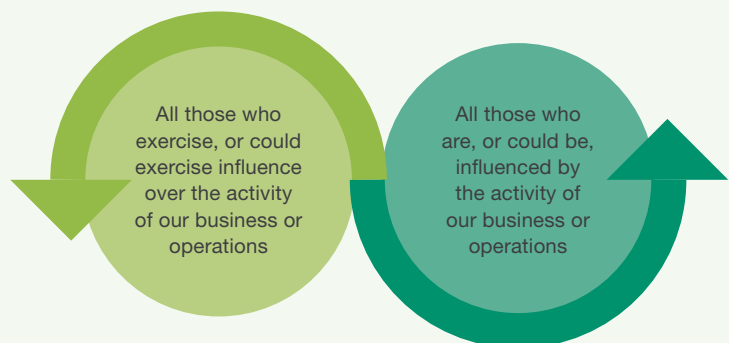 All those who
exercise, or could
exercise influence
over the activity
of our business or
operations
All those who
are, or could be,
influenced by
the activity of
our business or
operations